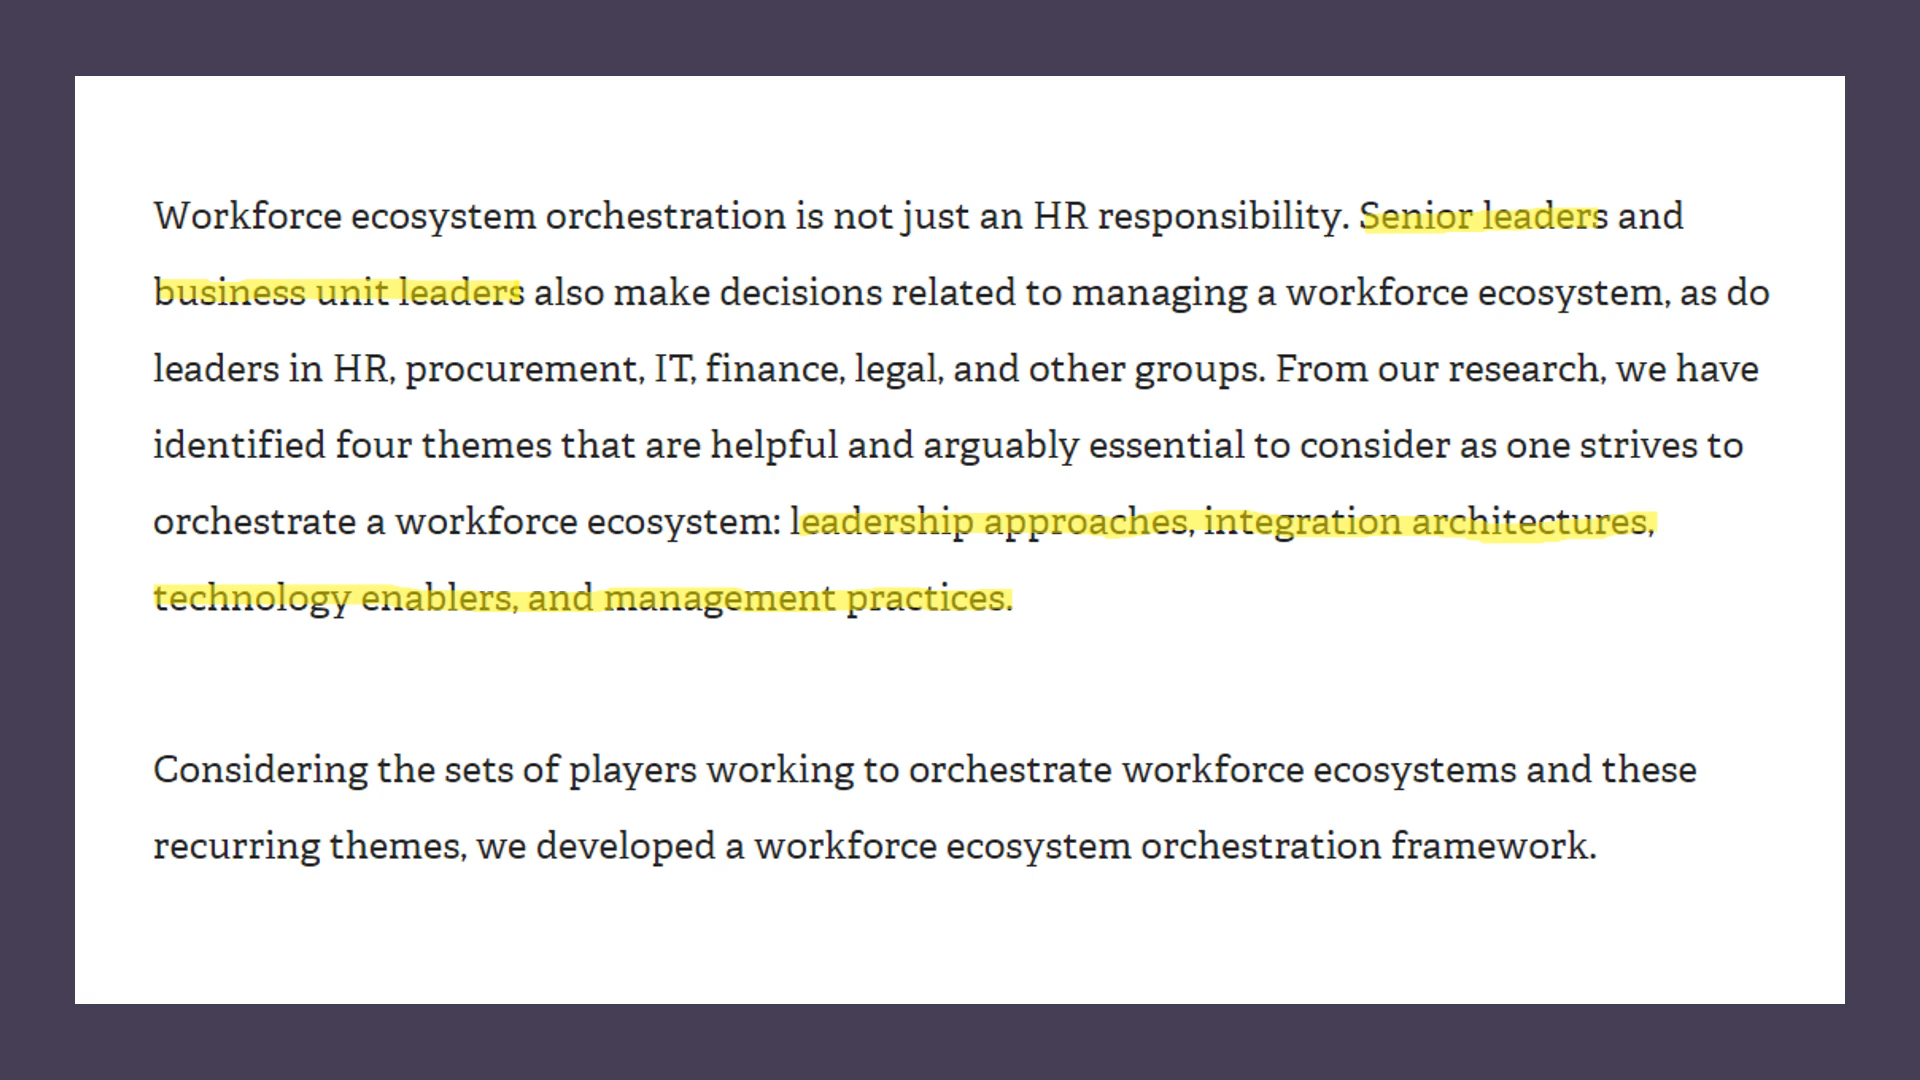 Workforce ecosystem orchestration is not just an HR responsibility. Senior leaders and
business unit leaders also make decisions related to managing a workforce ecosystem, as do
leaders in HR, procurement, IT, finance, legal, and other groups. From our research, we have
identified four themes that are helpful and arguably essential to consider as one strives to
orchestrate a workforce ecosystem: leadership approaches, integration architectures,
technology enablers, and management practices.
Considering the sets of players working to orchestrate workforce ecosystems and these
recurring themes, we developed a workforce ecosystem orchestration framework.